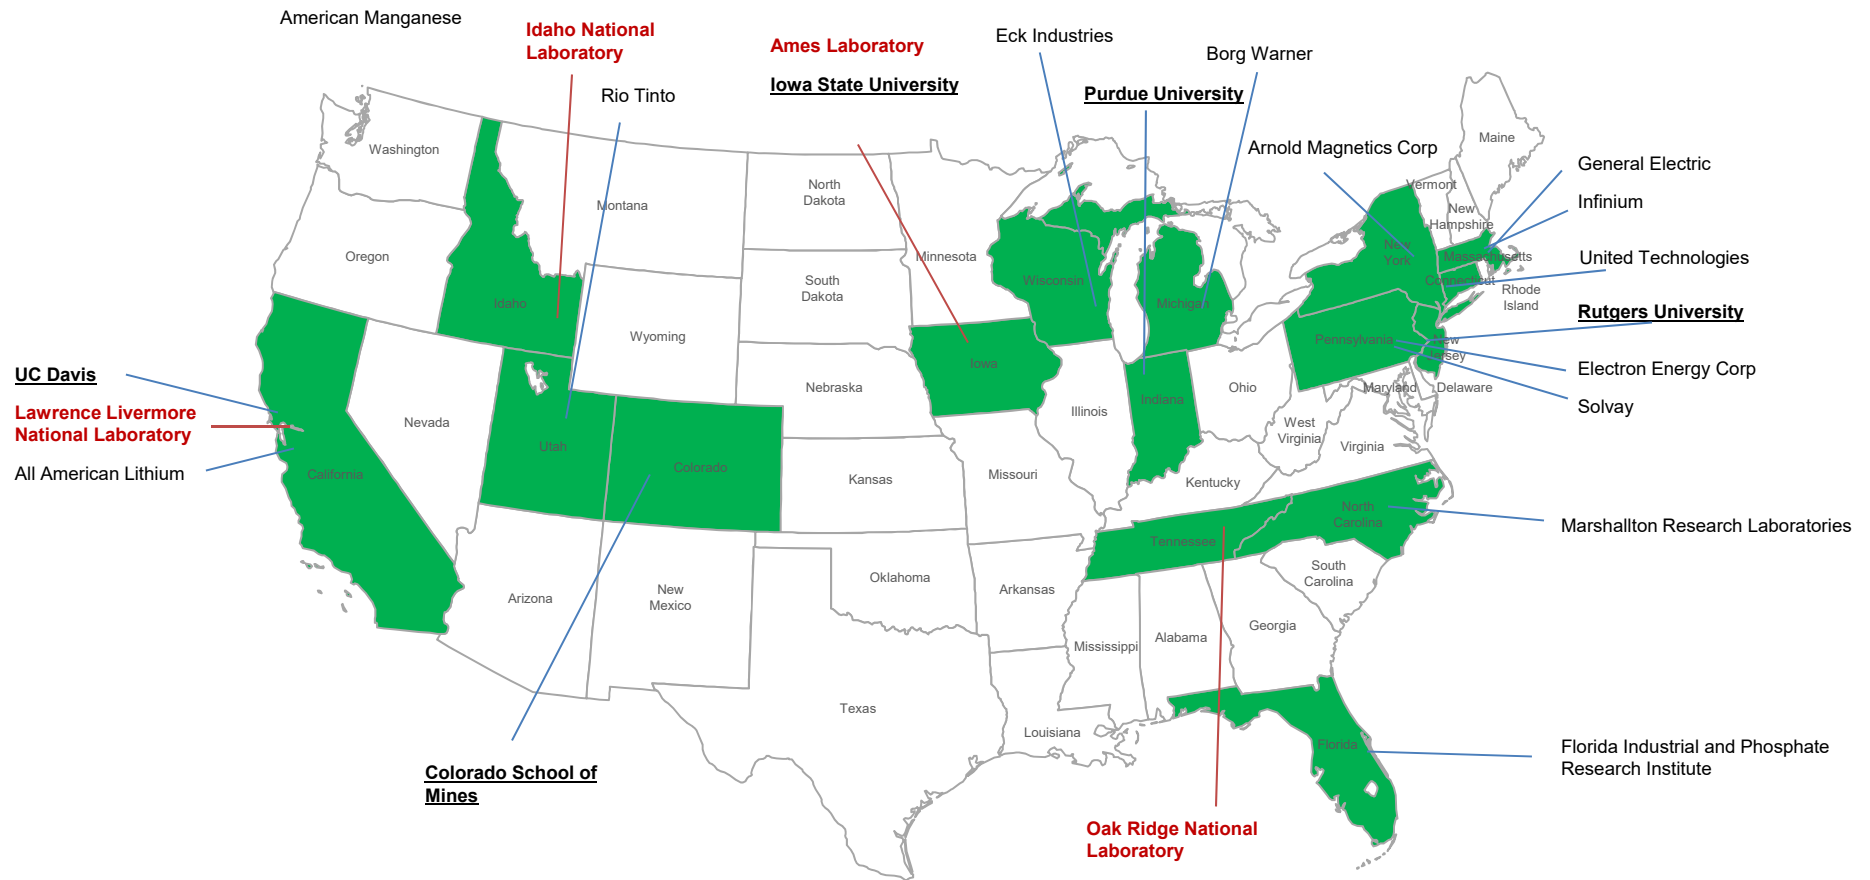 American Manganese
Idaho National
Laboratory
Rio Tinto
Ames Laboratory
Iowa State University
Eck Industries
Purdue University
Borg Warner
Arnold Magnetics Corp
General Electric
Infinium
United Technologies
Rutgers University
Electron Energy Corp
Solvay
Marshallton Research Laboratories
Florida Industrial and Phosphate
Research Institute
Oak Ridge National
Laboratory
Colorado School of
Mines
UC Davis
Lawrence Livermore
National Laboratory
All American Lithium
Washington
Oregon
California
Nevada
Idaho
Montana
Wyoming
Utah
Colorado
Arizona
New
Mexico
North
Dakota
South
Dakota
Nebraska
Kansas
Oklahoma
Texas
Minnesota
Iowa
Missouri
Arkansas
Louisiana
Wisconsin
Illinois
Michigan
Indiana
Ohio
Kentucky
Tennessee
Mississippi
Alabama
Georgia
Florida
South
Carolina
North
Carolina
Virginia
West
Virginia
Maryland
Delaware
Pennsylvania
New
Jersey
New
York
Connecticut
Rhode
Island
Massachusetts
Vermont
New
Hampshire
Maine